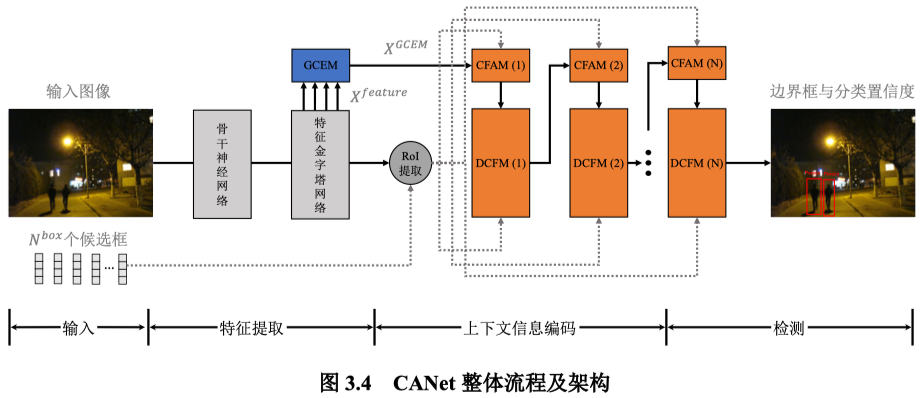 输入图像
骨干神经网络
GCEM
特征金字塔网络
X^{GCEM}
X^{feature}
RoI
提取
CFAM (1)
CFAM (2)
CFAM (N)
DCFM (1)
DCFM (2)
DCFM (N)
边界框与分类置信度
N^{box}个候选框
...
输入
特征提取
上下文信息编码
检测
图 3.4 CANet 整体流程及架构